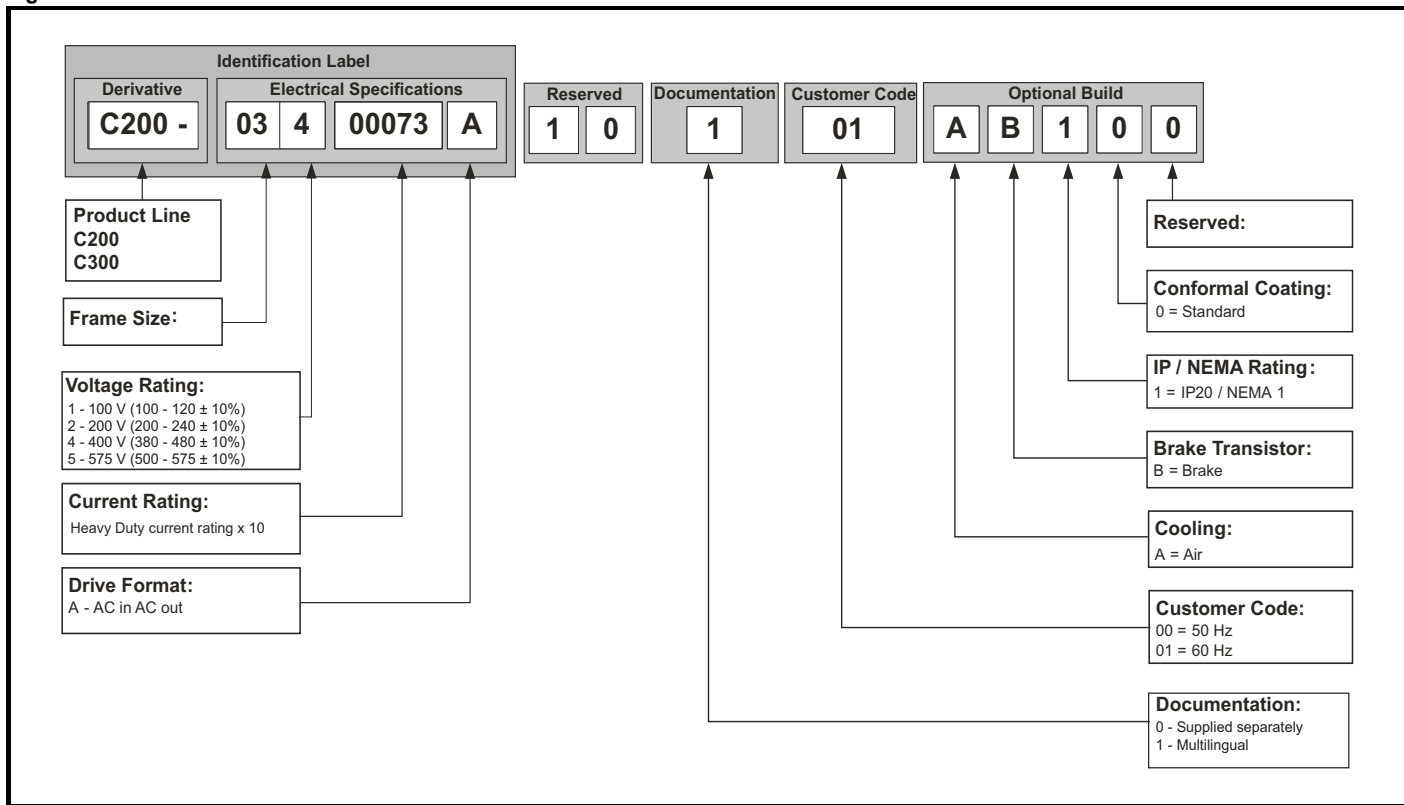 Identification Label
Derivative
Electrical Specifications
Reserved
Documentation
Customer Code
Optional Build
C200 -
03 4 00073 A
1 0
1
01
A B 1 0 0
Product Line
C200
C300
Frame Size:
Voltage Rating:
1 - 100 V (100 - 120 ± 10%)
2 - 200 V (200 - 240 ± 10%)
4 - 400 V (380 - 480 ± 10%)
5 - 575 V (500 - 575 ± 10%)
Current Rating:
Heavy Duty current rating x 10
Drive Format:
A - AC in AC out
Reserved:
Conformal Coating:
0 = Standard
IP / NEMA Rating:
1 = IP20 / NEMA 1
Brake Transistor:
B = Brake
Cooling:
A = Air
Customer Code:
00 = 50 Hz
01 = 60 Hz
Documentation:
0 - Supplied separately
1 - Multilingual